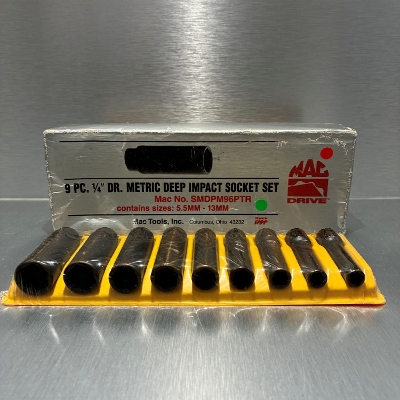 9 PC. ¼" DR. METRIC DEEP IMPACT SOCKET SET
Mac No. SMDPM96PTR
contains sizes: 5.5MM - 13MM
Mac Tools, Inc. Columbus, Ohio 43232
MAC
DRIVE